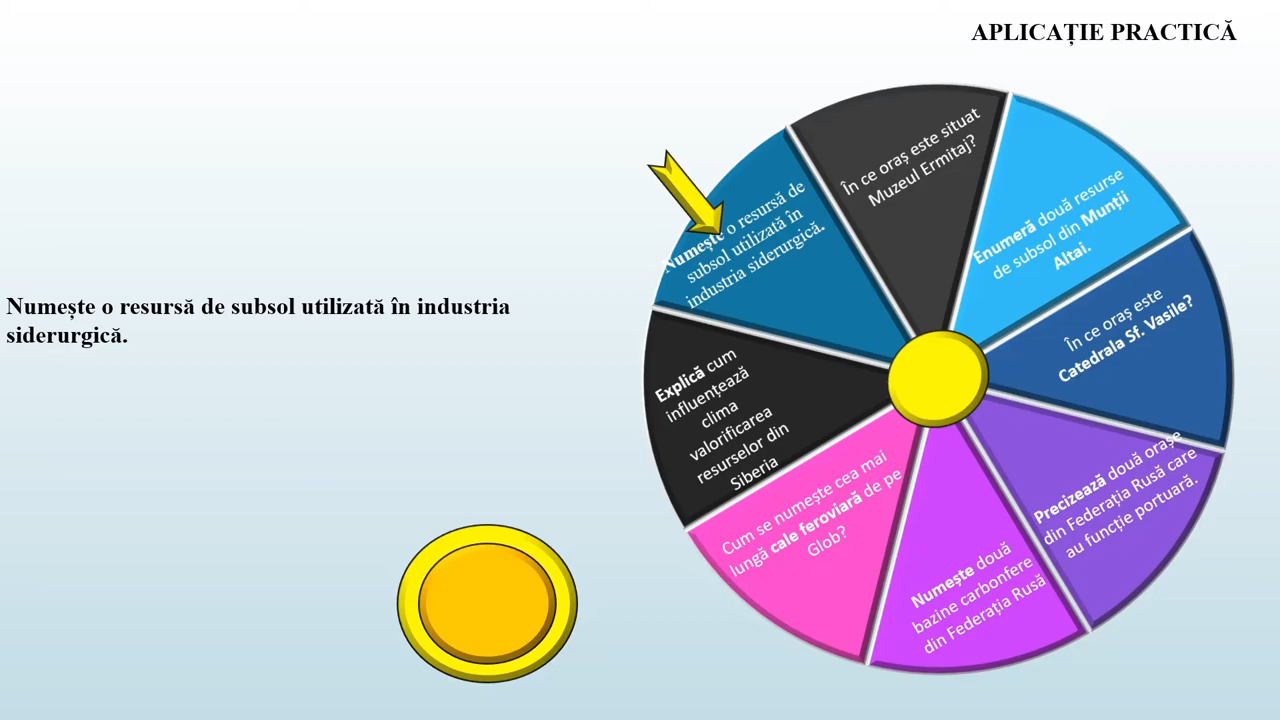 APLICAȚIE PRACTICĂ
Numește o resursă de subsol utilizată în industria
siderurgică.
Numește o resursă de
subsol utilizată în
industria siderurgică.
În ce oraș este situat
Muzeul Ermitaj?
Enumeră două resurse
de subsol din Munții
Altai.
În ce oraș este
Catedrala Sf. Vasile?
Precizează două orașe
din Federația Rusă care
au funcție portuară.
Numește două
bazine carbonfere
din Federația Rusă
Cum se numește cea mai
lungă cale feroviară de pe
Glob?
Explică cum
influențează
clima
valorificarea
resurselor din
Siberia